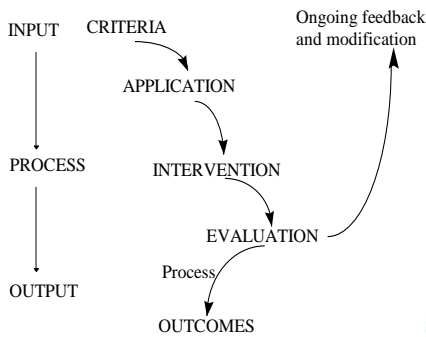 INPUT
CRITERIA
Ongoing feedback
and modification
APPLICATION
PROCESS
INTERVENTION
EVALUATION
Process
OUTPUT
OUTCOMES